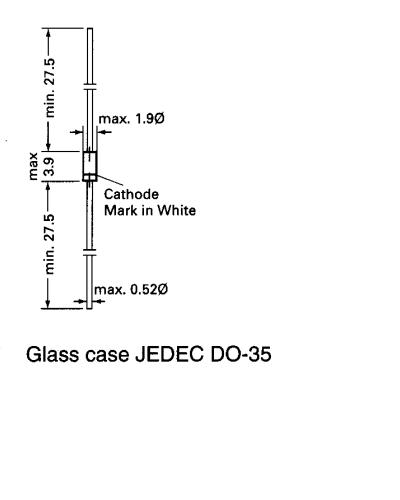 min. 27.5
max. 1.9Ø
max
3.9
Cathode
Mark in White
min. 27.5
max. 0.52Ø
Glass case JEDEC DO-35